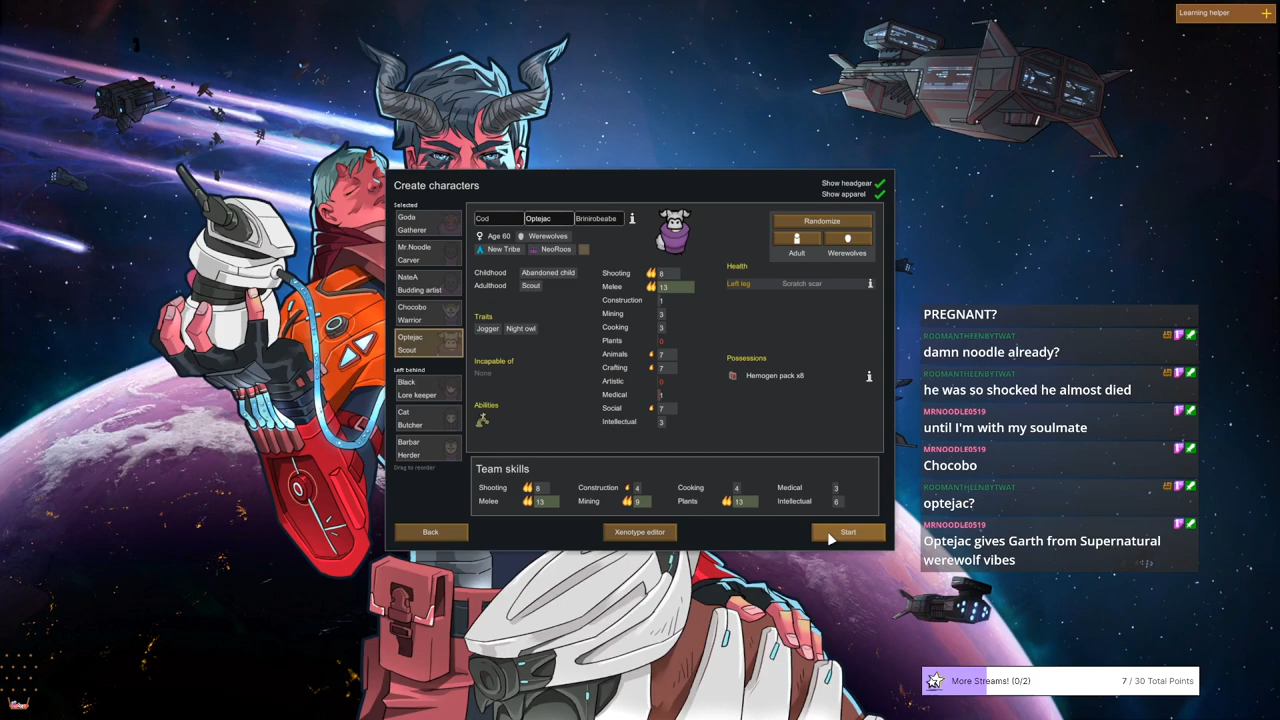 Learning helper
Create characters
Show headgear
Show apparel
Selected
Goda
Gatherer
Mr.Noodle
Carver
NateA
Budding artist
Chocobo
Warrior
Optejac
Scout
Left behind
Black
Lore keeper
Cat
Butcher
Barbar
Herder
Drag to reorder
Cod Optejac Brinirobeabe
Age 60 Werewolves
New Tribe NeoRoos
Childhood Abandoned child
Adulthood Scout
Traits
Jogger Night owl
Incapable of
None
Abilities
Shooting 8
Melee 13
Construction 1
Mining 3
Cooking 3
Plants 0
Animals 7
Crafting 7
Artistic 0
Medical 1
Social 7
Intellectual 3
Randomize
Adult Werewolves
Health
Left leg Scratch scar
Possessions
Hemogen pack x8
Team skills
Shooting 8 Construction 4 Cooking 4 Medical 3
Melee 13 Mining 9 Plants 13 Intellectual 6
Back Xenotype editor Start
PREGNANT?
ROOMANTHEENBYTWAT
damn noodle already?
ROOMANTHEENBYTWAT
he was so shocked he almost died
MRNOODLE0519
until I'm with my soulmate
MRNOODLE0519
Chocobo
ROOMANTHEENBYTWAT
optejac?
MRNOODLE0519
Optejac gives Garth from Supernatural
werewolf vibes
More Streams! (0/2) 7 / 30 Total Points